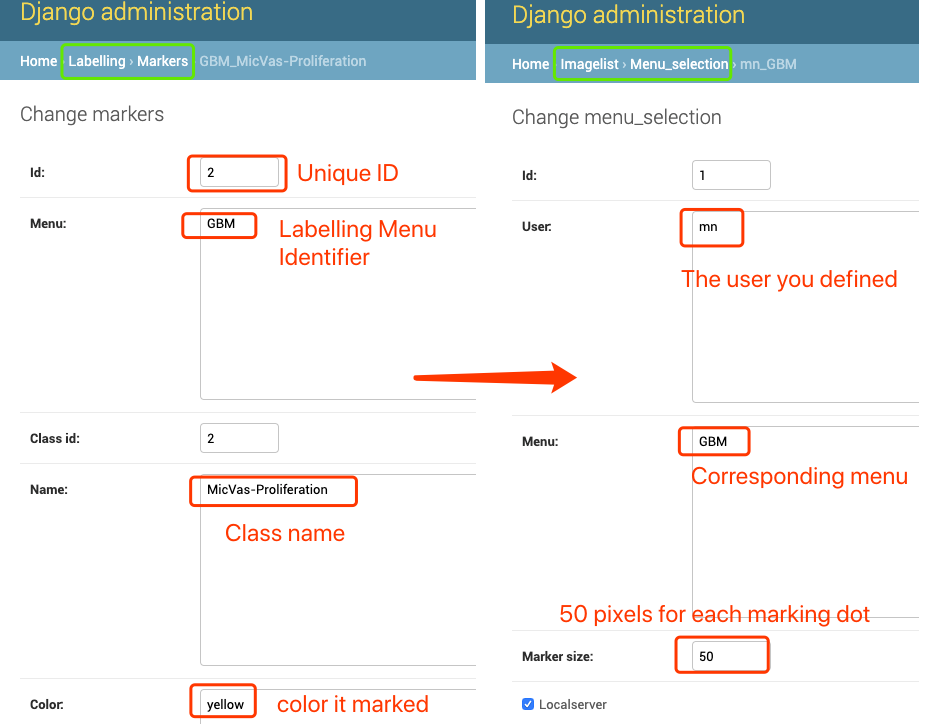 Django administration
Home › Labelling › Markers › GBM_MicVas-Proliferation
Change markers
Id:
2
Unique ID
Menu:
GBM
Labelling Menu
Identifier
Class id:
2
Name:
MicVas-Proliferation
Class name
Color:
yellow
color it marked
Django administration
Home › Imagelist › Menu_selection › mn_GBM
Change menu_selection
Id:
1
User:
mn
The user you defined
Menu:
GBM
Corresponding menu
50 pixels for each marking dot
Marker size:
50
Localserver